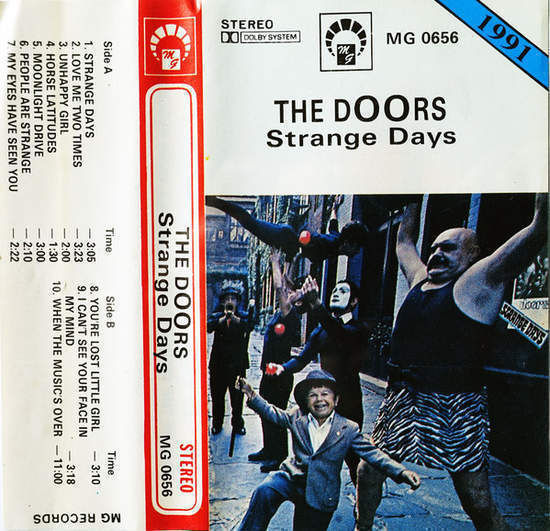 Side A Time
1. STRANGE DAYS — 3:05
2. LOVE ME TWO TIMES — 3:23
3. UNHAPPY GIRL — 2:00
4. HORSE LATITUDES — 1:30
5. MOONLIGHT DRIVE — 3:00
6. PEOPLE ARE STRANGE — 2:10
7. MY EYES HAVE SEEN YOU — 2:22
Side B Time
8. YOU'RE LOST LITTLE GIRL — 3:10
9. I CAN'T SEE YOUR FACE IN
MY MIND — 3:18
10. WHEN THE MUSIC'S OVER — 11:00
MG RECORDS
MG
THE DOORS
Strange Days
STEREO
MG 0656
STEREO
DOLBY SYSTEM
MG
MG 0656
1991
THE DOORS
Strange Days
STRANGE DAYS